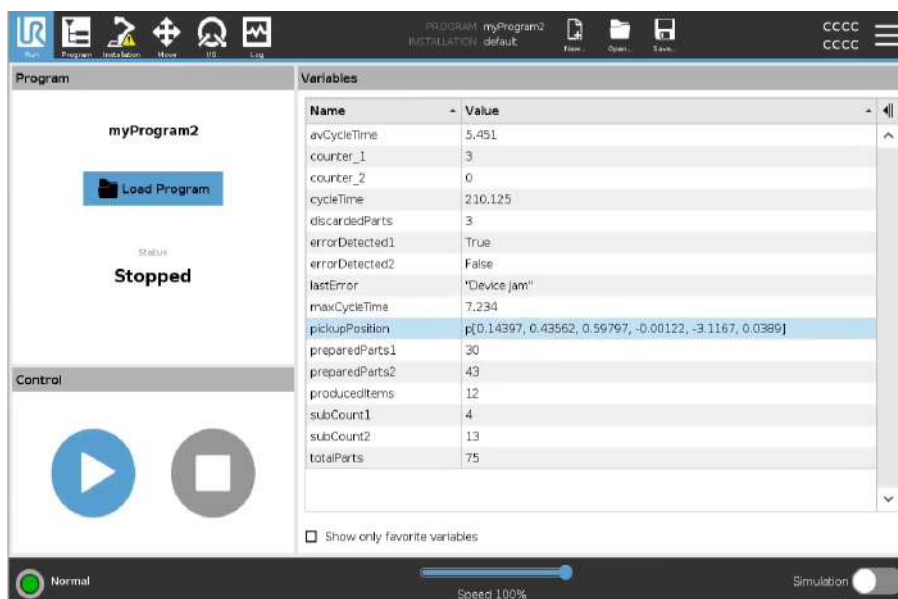 UR
PROGRAM myProgram2
INSTALLATION default
CCCC
CCCC
Run Program Installation Move I/O Log New... Open... Save...
Program
myProgram2
Load Program
Status
Stopped
Control
Variables
Name Value
avCycleTime 5.451
counter_1 3
counter_2 0
cycleTime 210.125
discardedParts 3
errorDetected1 True
errorDetected2 False
lastError "Device jam"
maxCycleTime 7.234
pickupPosition p[0.14397, 0.43562, 0.59797, -0.00122, -3.1167, 0.0389]
preparedParts1 30
preparedParts2 43
producedItems 12
subCount1 4
subCount2 13
totalParts 75
Show only favorite variables
Normal
Speed 100%
Simulation